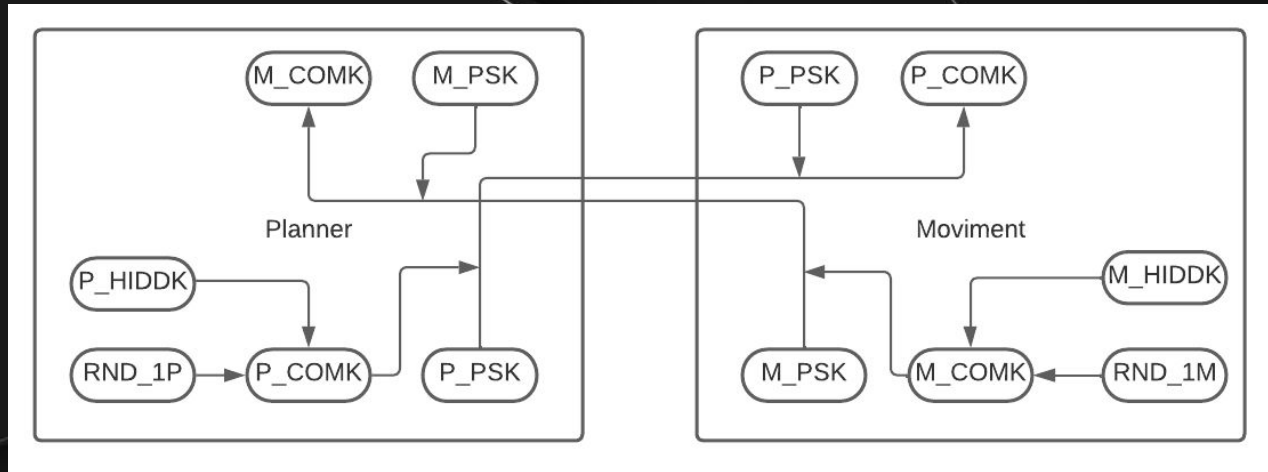 M_COMK
M_PSK
Planner
P_HIDDK
RND_1P
P_COMK
P_PSK
P_PSK
P_COMK
Moviment
M_HIDDK
M_PSK
M_COMK
RND_1M